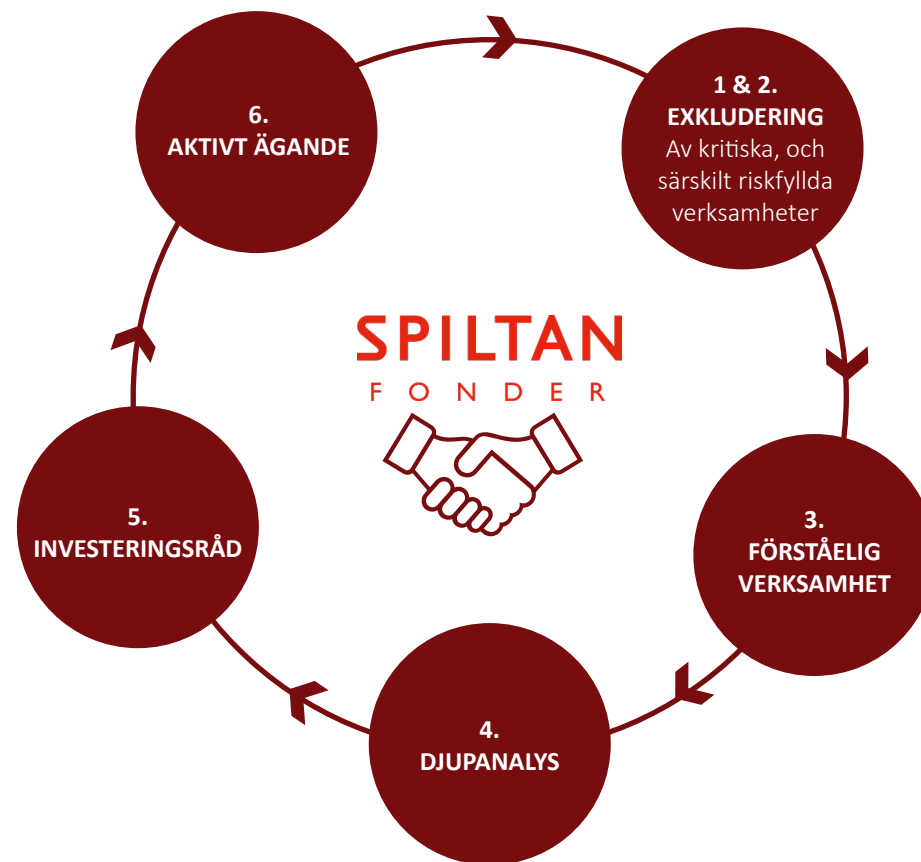 1 & 2.
EXKLUDERING
Av kritiska, och
särskilt riskfyllda
verksamheter
3.
FÖRSTÅELIG
VERKSAMHET
4.
DJUPANALYS
5.
INVESTERINGSRÅD
6.
AKTIVT ÄGANDE
SPILTAN
FONDER